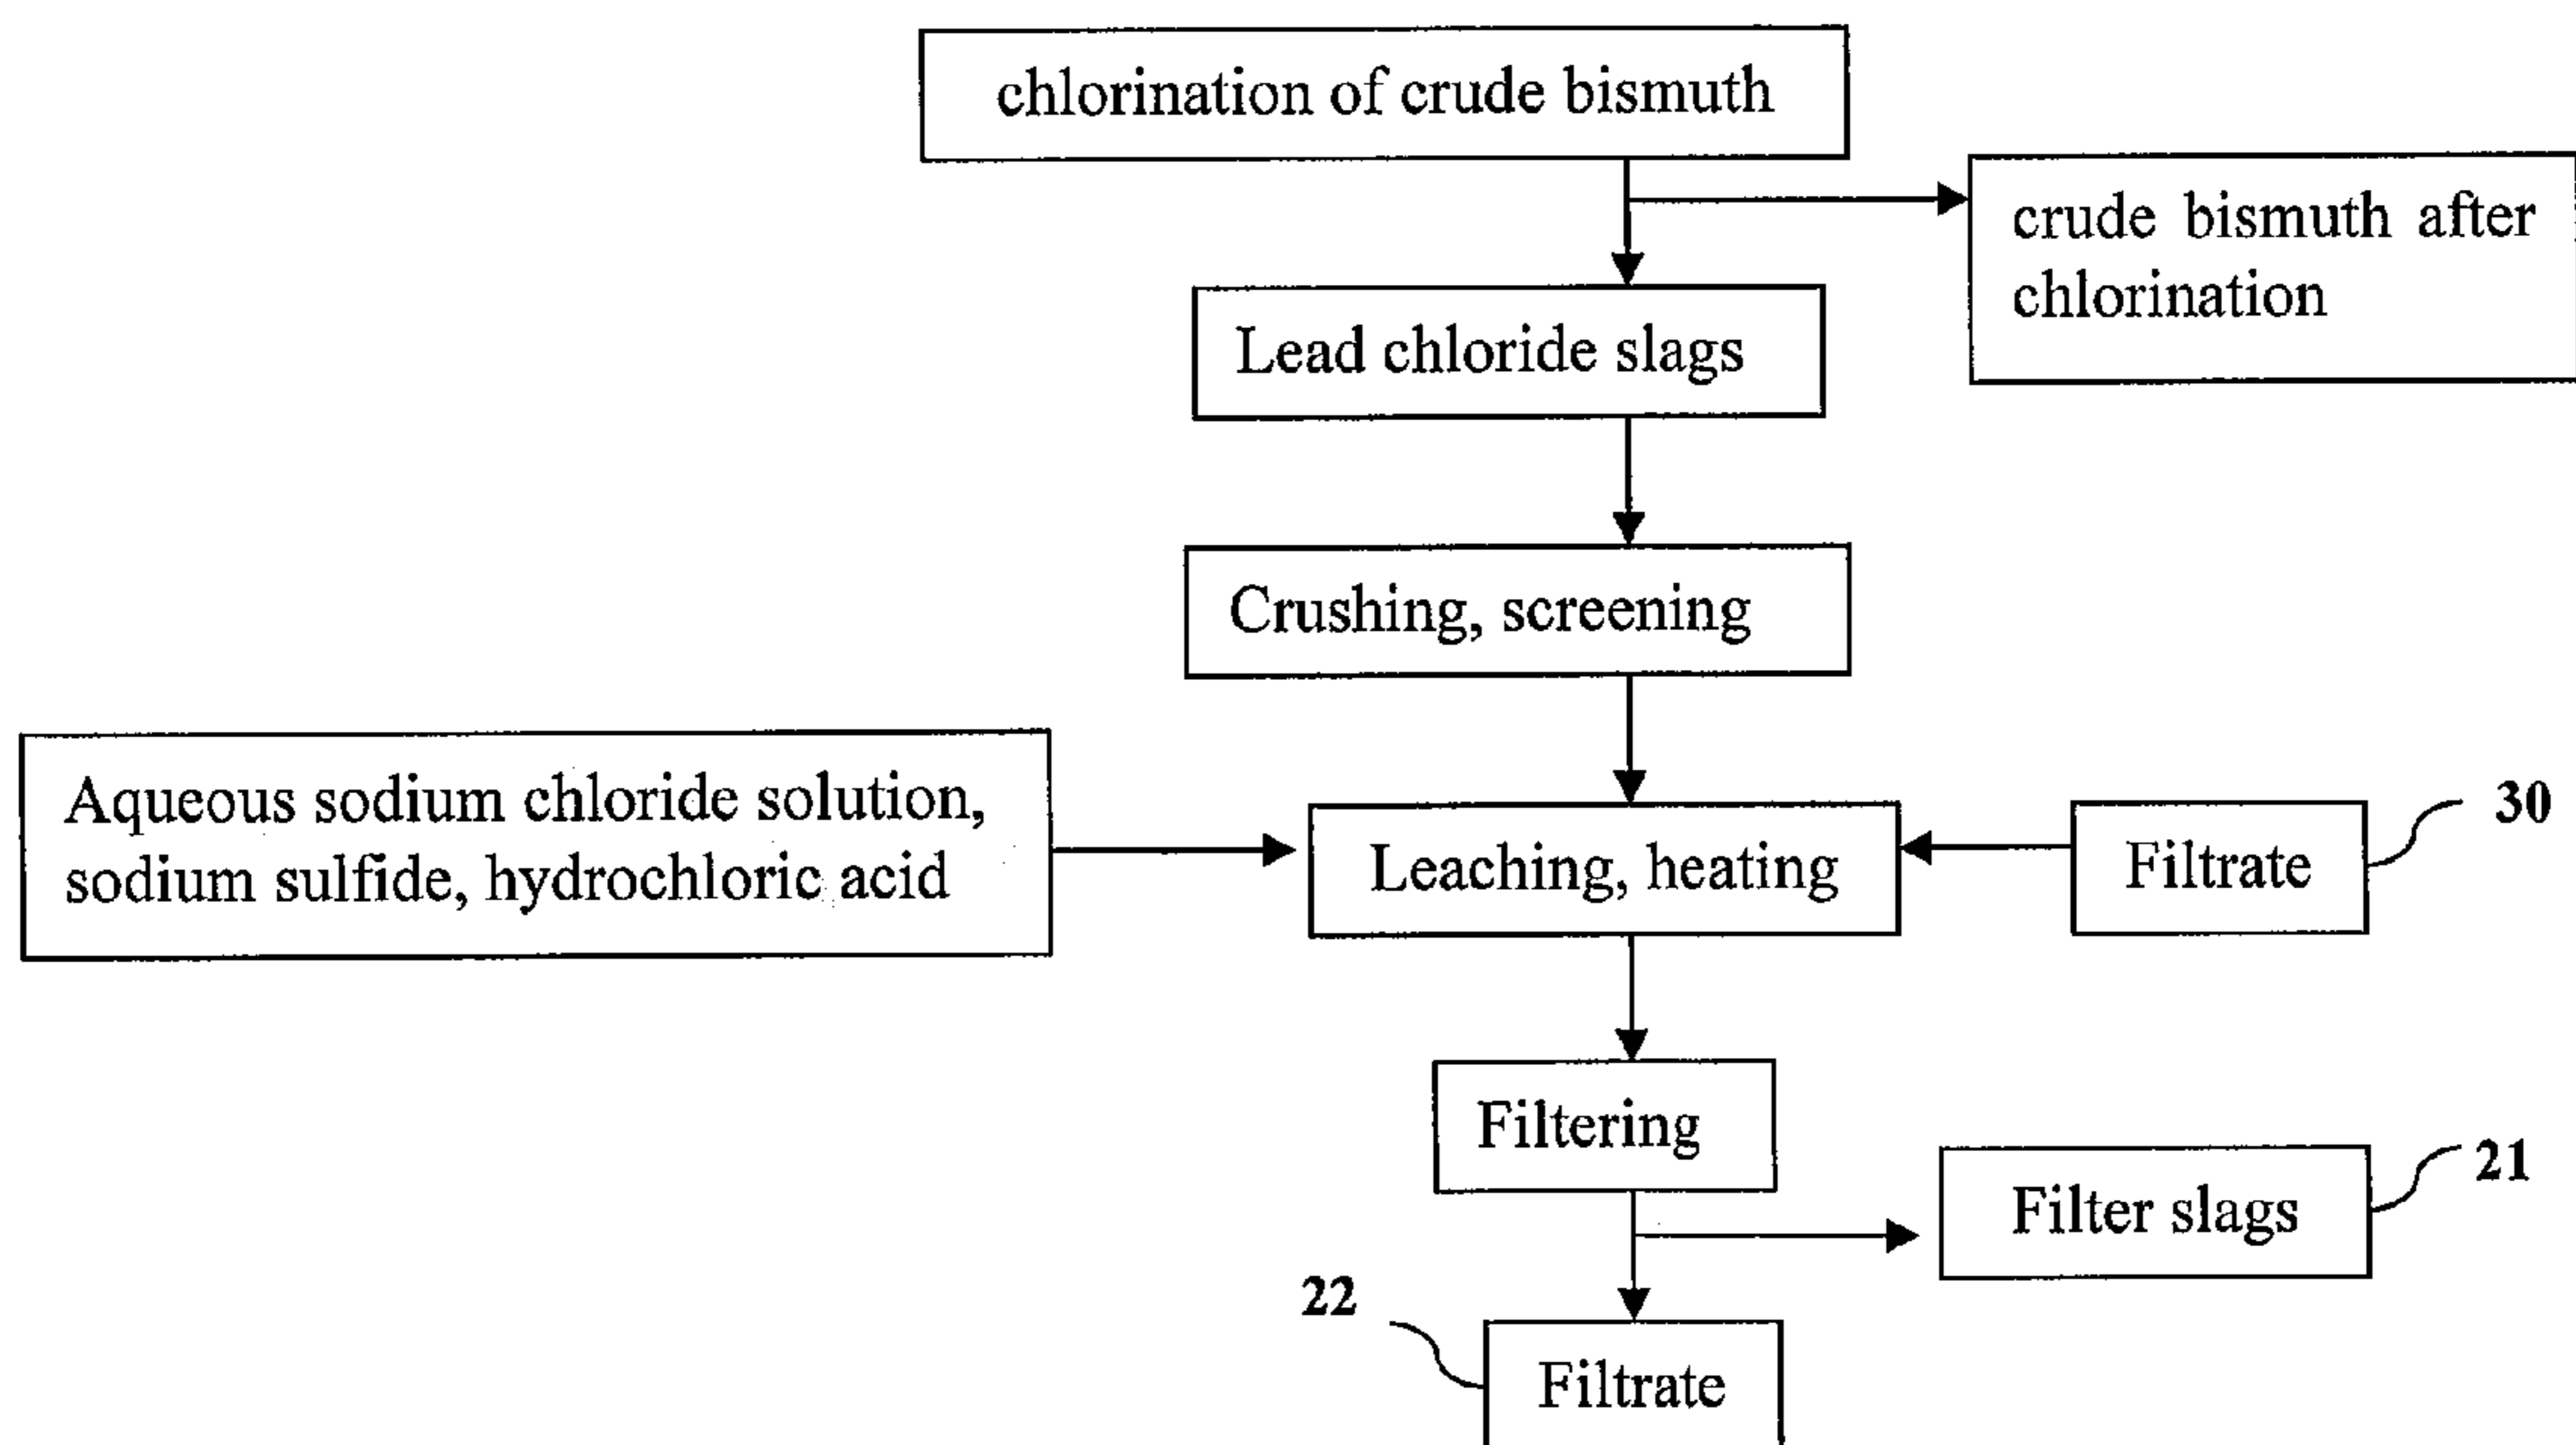 chlorination of crude bismuth
crude bismuth after
chlorination
Lead chloride slags
Crushing, screening
Aqueous sodium chloride solution,
sodium sulfide, hydrochloric acid
Leaching, heating
Filtrate
30
Filtering
Filter slags
21
22
Filtrate